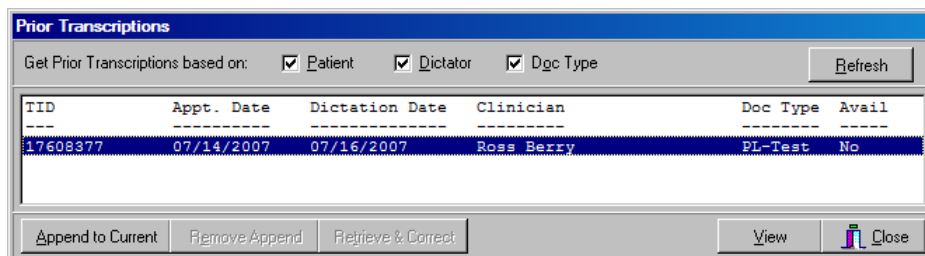 Prior Transcriptions
Get Prior Transcriptions based on: Patient Dictator Doc Type Refresh
TID Appt. Date Dictation Date Clinician Doc Type Avail
--- ---------- -------------- --------- -------- -----
17608377 07/14/2007 07/16/2007 Ross Berry PL-Test No
Append to Current Remove Append Retrieve & Correct View Close